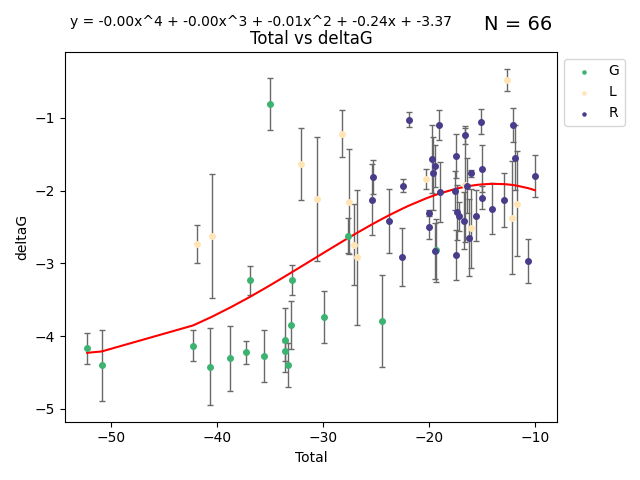 y = -0.00x^4 + -0.00x^3 + -0.01x^2 + -0.24x + -3.37
N = 66
Total vs deltaG
G
L
R
deltaG
−1
−2
−3
−4
−5
−50 −40 −30 −20 −10
Total